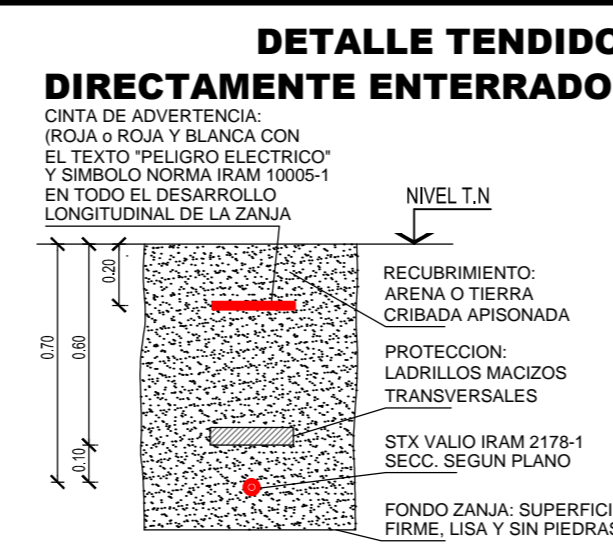 DETALLE TENDIDO
DIRECTAMENTE ENTERRADO
CINTA DE ADVERTENCIA:
(ROJA o ROJA Y BLANCA CON
EL TEXTO "PELIGRO ELECTRICO"
Y SIMBOLO NORMA IRAM 10005-1
EN TODO EL DESARROLLO
LONGITUDINAL DE LA ZANJA
NIVEL T.N
0.20
0.70
0.60
0.10
RECUBRIMIENTO:
ARENA O TIERRA
CRIBADA APISONADA
PROTECCION:
LADRILLOS MACIZOS
TRANSVERSALES
STX VALIO IRAM 2178-1
SECC. SEGUN PLANO
FONDO ZANJA: SUPERFICI
FIRME, LISA Y SIN PIEDRAS